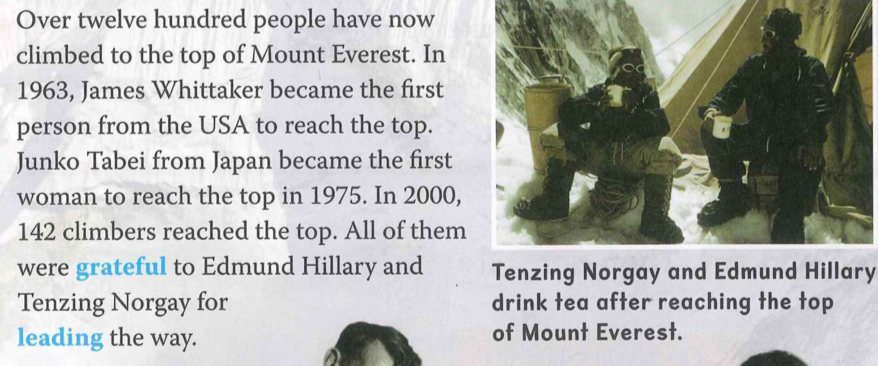 Over twelve hundred people have now
climbed to the top of Mount Everest. In
1963, James Whittaker became the first
person from the USA to reach the top.
Junko Tabei from Japan became the first
woman to reach the top in 1975. In 2000,
142 climbers reached the top. All of them
were grateful to Edmund Hillary and
Tenzing Norgay for
leading the way.
Tenzing Norgay and Edmund Hillary
drink tea after reaching the top
of Mount Everest.